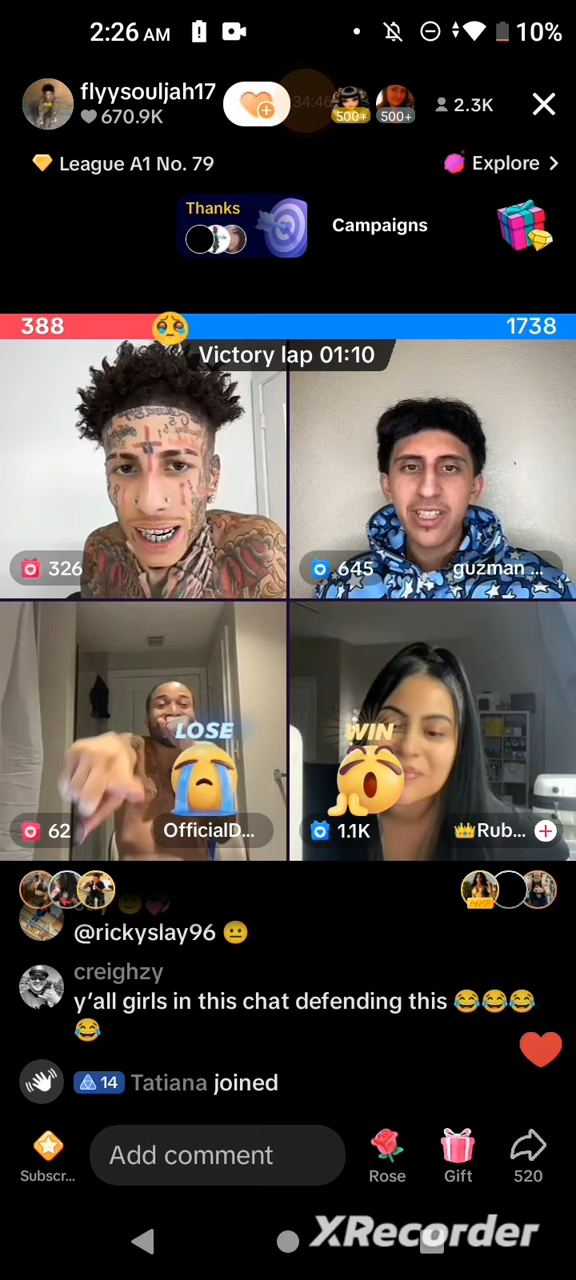 2:26 AM
10%
flyysouljah17
670.9K
34:46
500+
500+
2.3K
League A1 No. 79
Explore
Thanks
Campaigns
388
1738
Victory lap 01:10
326
645
guzman ...
LOSE
WIN
62
OfficialD...
1.1K
Rub...
@rickyslay96 😐
creighzy
y'all girls in this chat defending this 😂😂😂
😂
14 Tatiana joined
Subscr...
Add comment
Rose
Gift
520
XRecorder